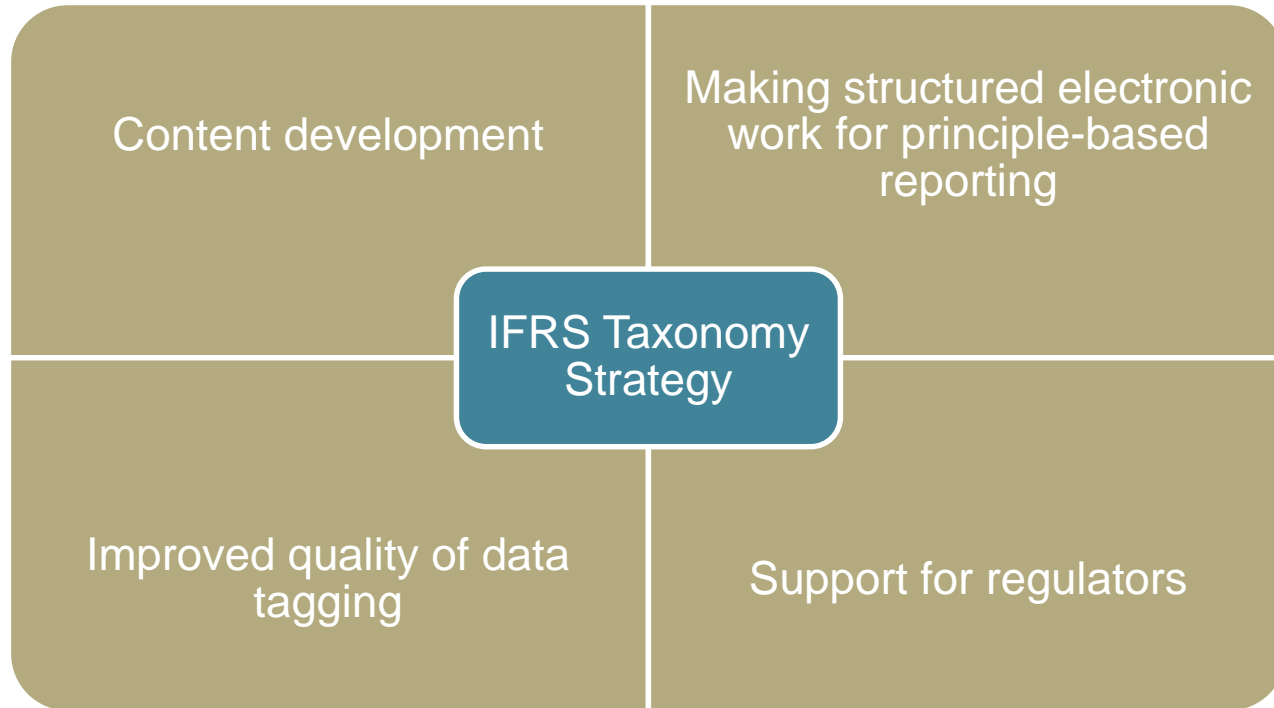 Content development
Making structured electronic
work for principle-based
reporting
IFRS Taxonomy
Strategy
Improved quality of data
tagging
Support for regulators